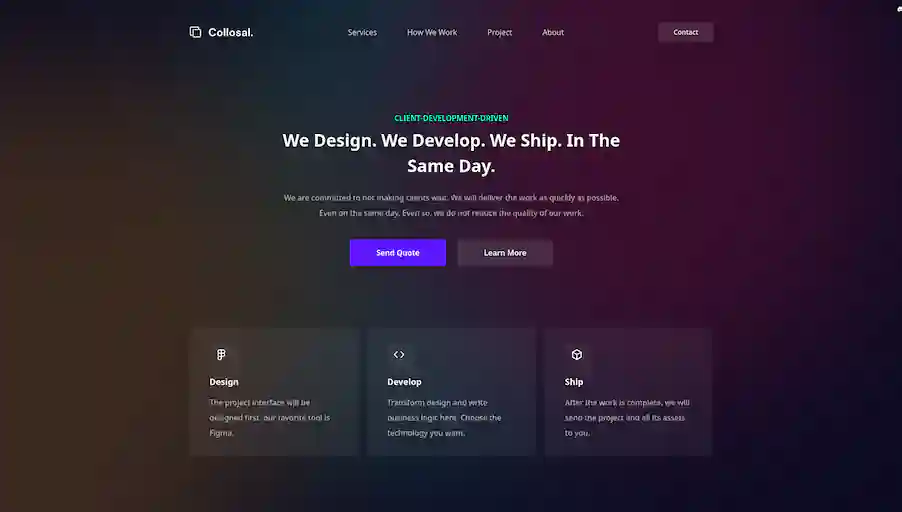 Collosal.
Services
How We Work
Project
About
Contact
CLIENT-DEVELOPMENT-DRIVEN
We Design. We Develop. We Ship. In The
Same Day.
We are committed to not making clients wait. We will deliver the work as quickly as possible.
Even on the same day. Even so, we do not reduce the quality of our work.
Send Quote
Learn More
Design
The project interface will be
designed first. our favorite tool is
Figma.
Develop
Transform design and write
business logic here. Choose the
technology you want.
Ship
After the work is complete, we will
send the project and all its assets
to you.